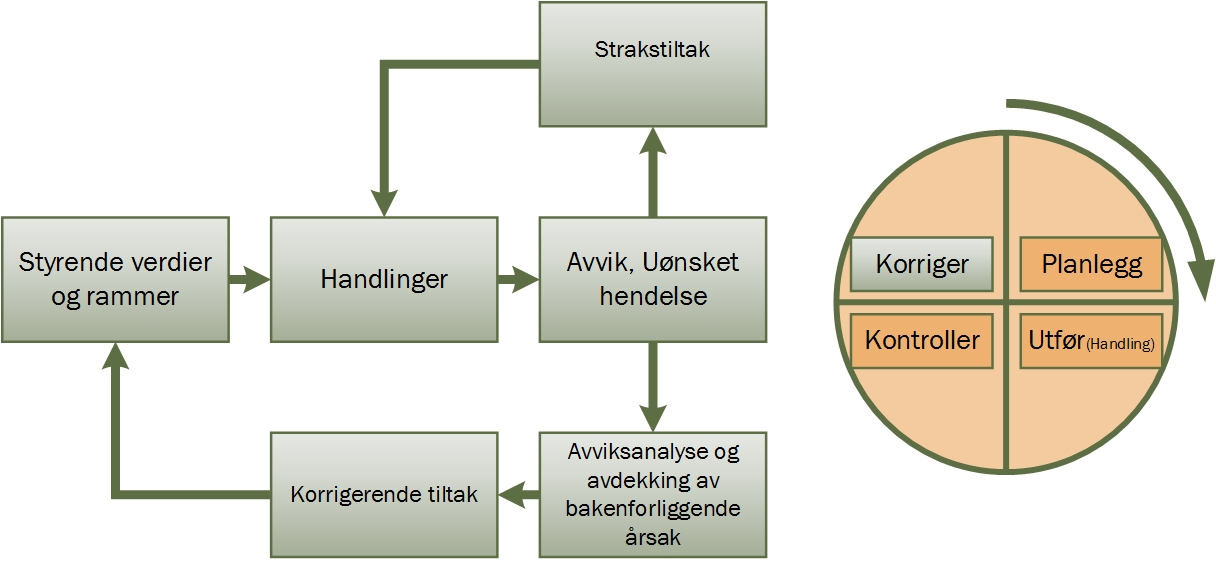 Strakstiltak
Styrende verdier
og rammer
Handlinger
Avvik, Uønsket
hendelse
Avviksanalyse og
avdekking av
bakenforliggende
årsak
Korrigerende tiltak
Korriger
Planlegg
Kontroller
Utfør(Handling)